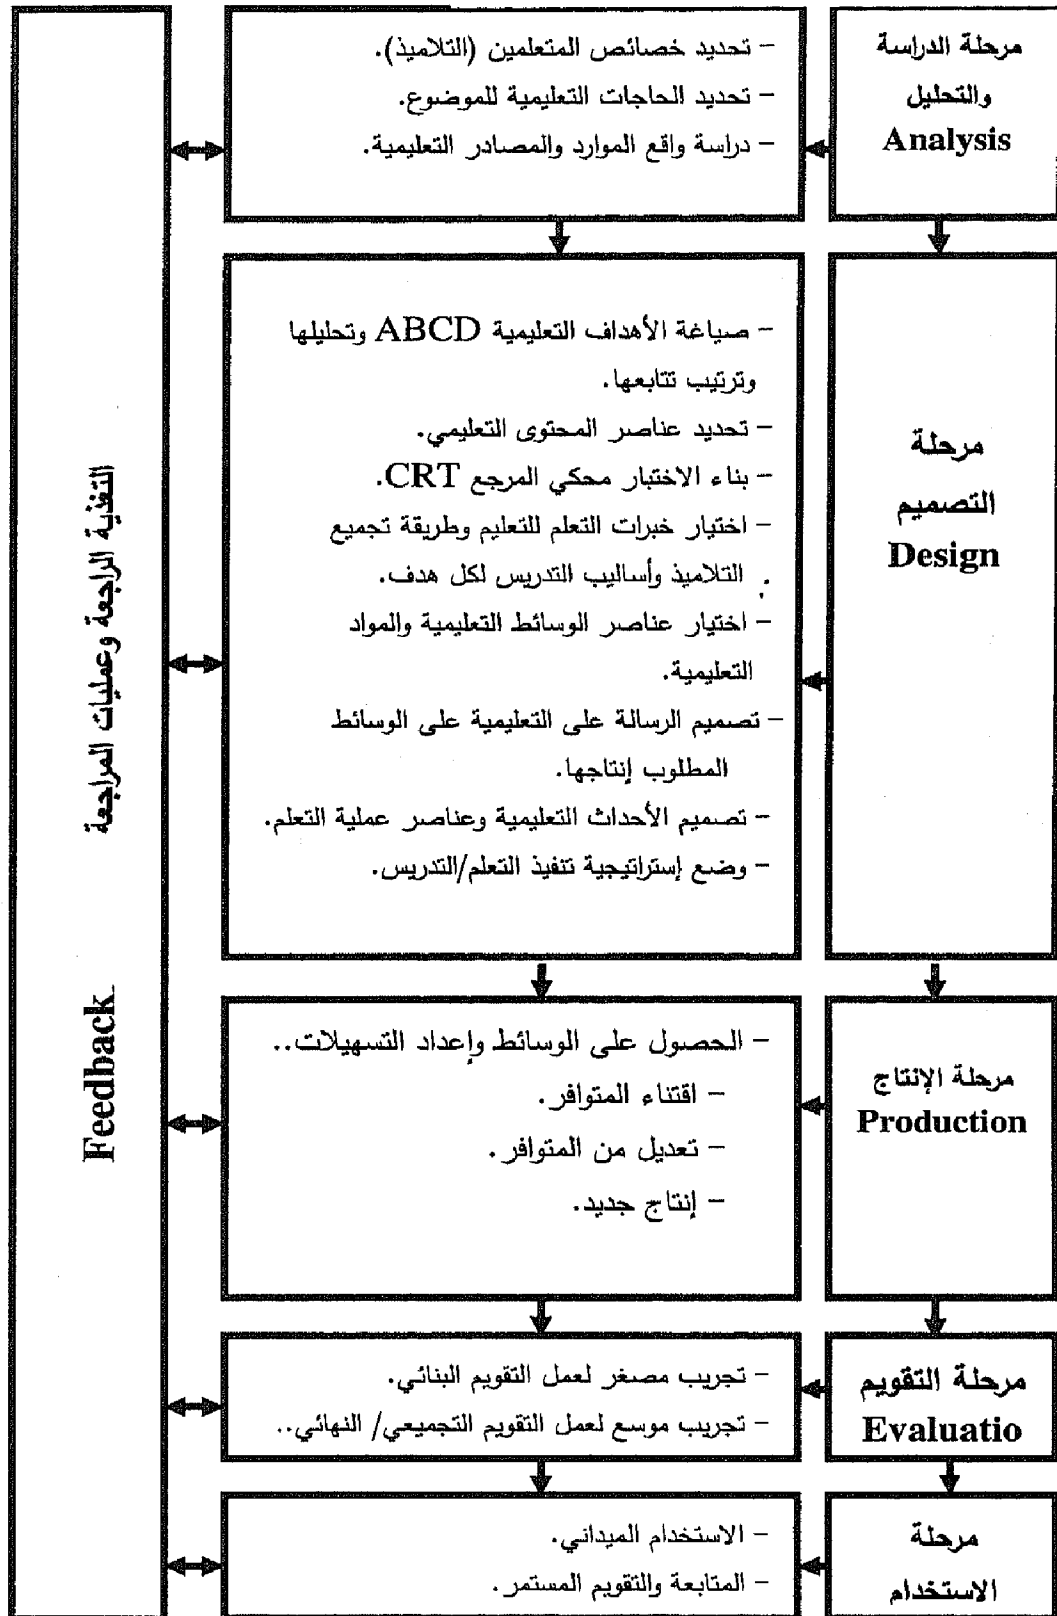 مرحلة الدراسة
والتحليل
Analysis
– تحديد خصائص المتعلمين (التلاميذ).
– تحديد الحاجات التعليمية للموضوع.
– دراسة واقع الموارد والمصادر التعليمية.
مرحلة
التصميم
Design
– صياغة الأهداف التعليمية ABCD وتحليلها
وترتيب تتابعها.
– تحديد عناصر المحتوى التعليمي.
– بناء الاختبار محكي المرجع CRT.
– اختيار خبرات التعلم للتعليم وطريقة تجميع
التلاميذ وأساليب التدريس لكل هدف.
– اختيار عناصر الوسائط التعليمية والمواد
التعليمية.
– تصميم الرسالة على التعليمية على الوسائط
المطلوب إنتاجها.
– تصميم الأحداث التعليمية وعناصر عملية التعلم.
– وضع إستراتيجية تنفيذ التعلم/التدريس.
مرحلة الإنتاج
Production
– الحصول على الوسائط وإعداد التسهيلات..
– اقتناء المتوافر.
– تعديل من المتوافر.
– إنتاج جديد.
مرحلة التقويم
Evaluatio
– تجريب مصغر لعمل التقويم البنائي.
– تجريب موسع لعمل التقويم التجميعي/ النهائي..
مرحلة
الاستخدام
– الاستخدام الميداني.
– المتابعة والتقويم المستمر.
التغذية الراجعة وعمليات المراجعة
Feedback